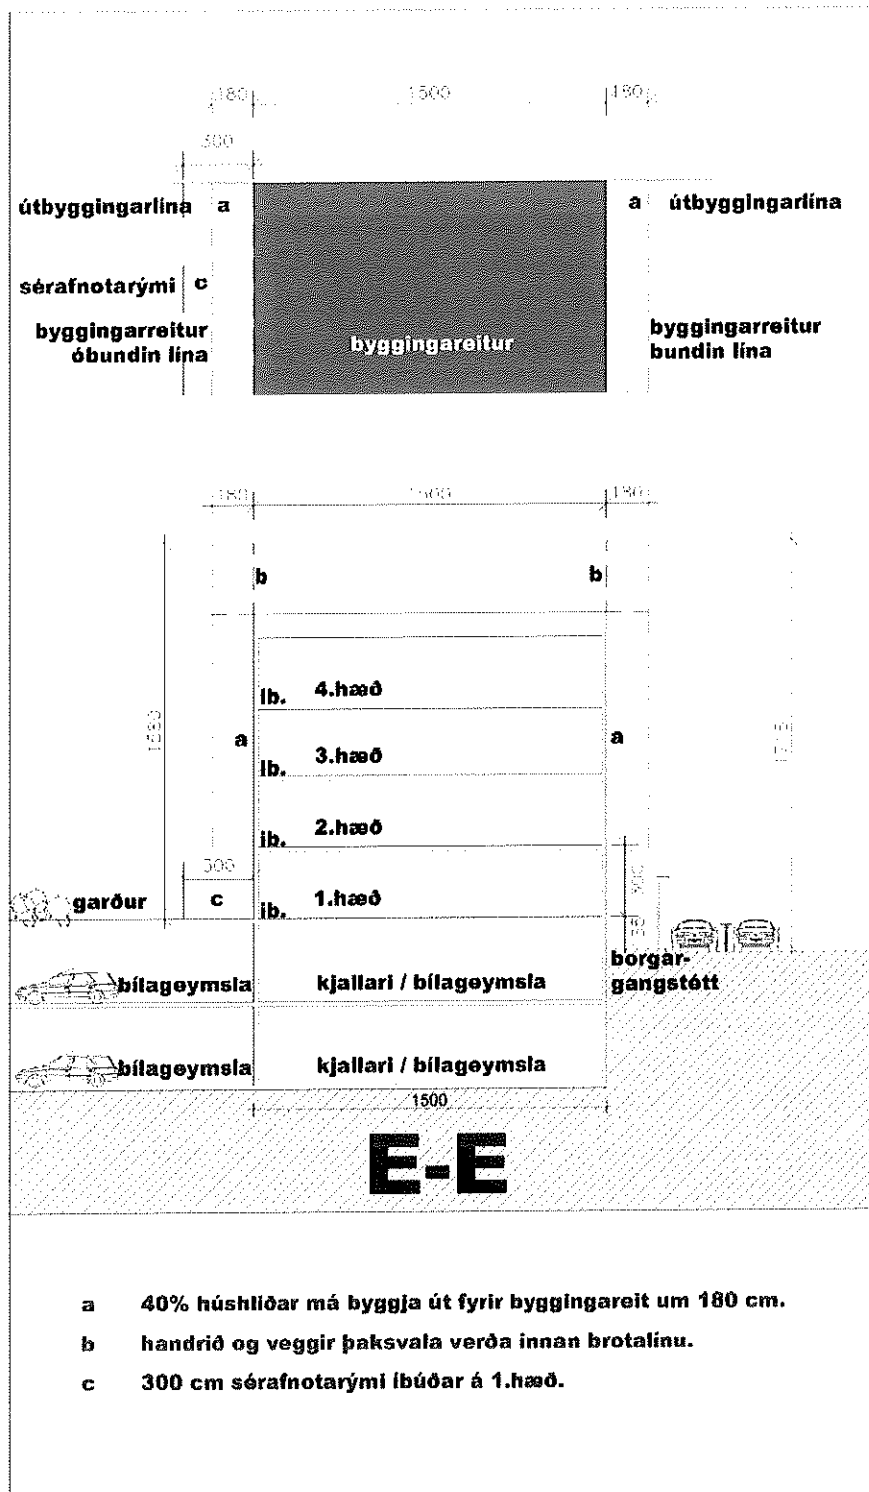 180 1500 180
300
útbyggingarlína a
a útbyggingarlína
sérafnotarými c
byggingarreitur
óbundin lína
byggingareitur
byggingarreitur
bundin lína
180 1500 180
b
b
íb. 4.hæð
1580
a
a
íb. 3.hæð
íb. 2.hæð
300
300
garður
c
íb. 1.hæð
borgar-
gangstétt
bílageymsla
kjallari / bílageymsla
bílageymsla
kjallari / bílageymsla
1500
E-E
a 40% húshliðar má byggja út fyrir byggingareit um 180 cm.
b handrið og veggir þaksvala verða innan brotalínu.
c 300 cm sérafnotarými íbúðar á 1.hæð.